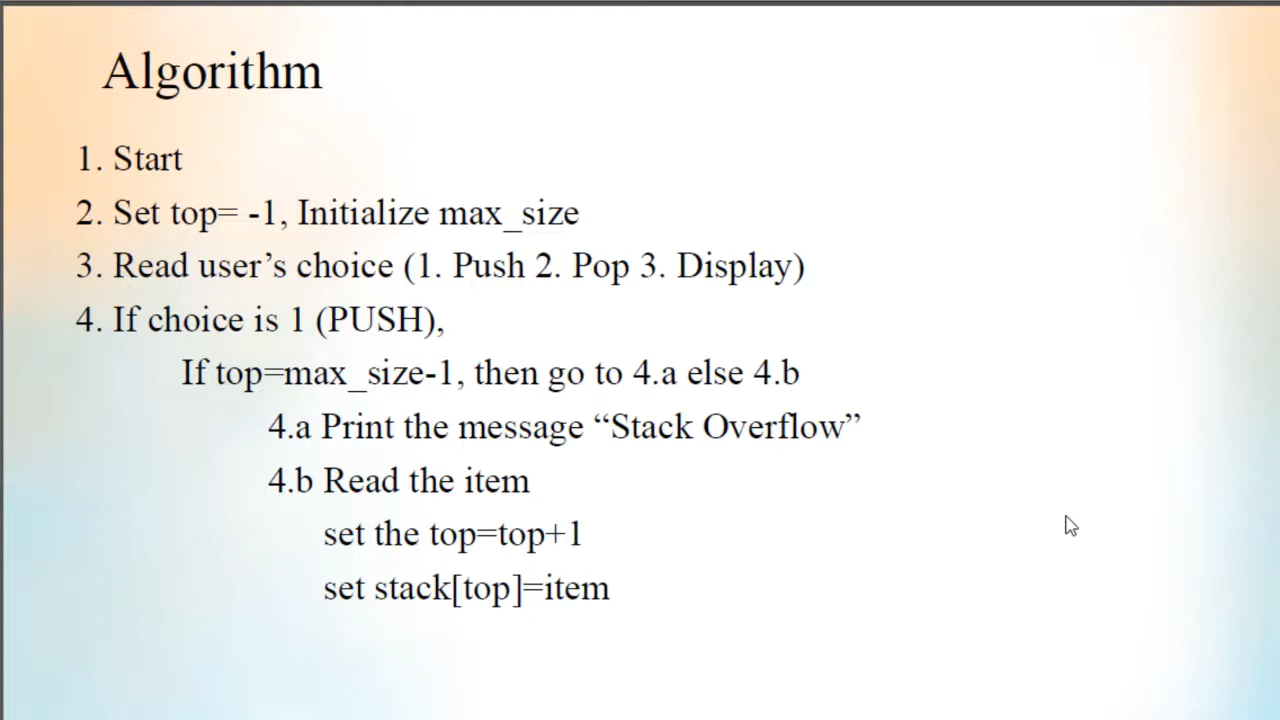 Algorithm
1. Start
2. Set top= -1, Initialize max_size
3. Read user’s choice (1. Push 2. Pop 3. Display)
4. If choice is 1 (PUSH),
If top=max_size-1, then go to 4.a else 4.b
4.a Print the message “Stack Overflow”
4.b Read the item
set the top=top+1
set stack[top]=item